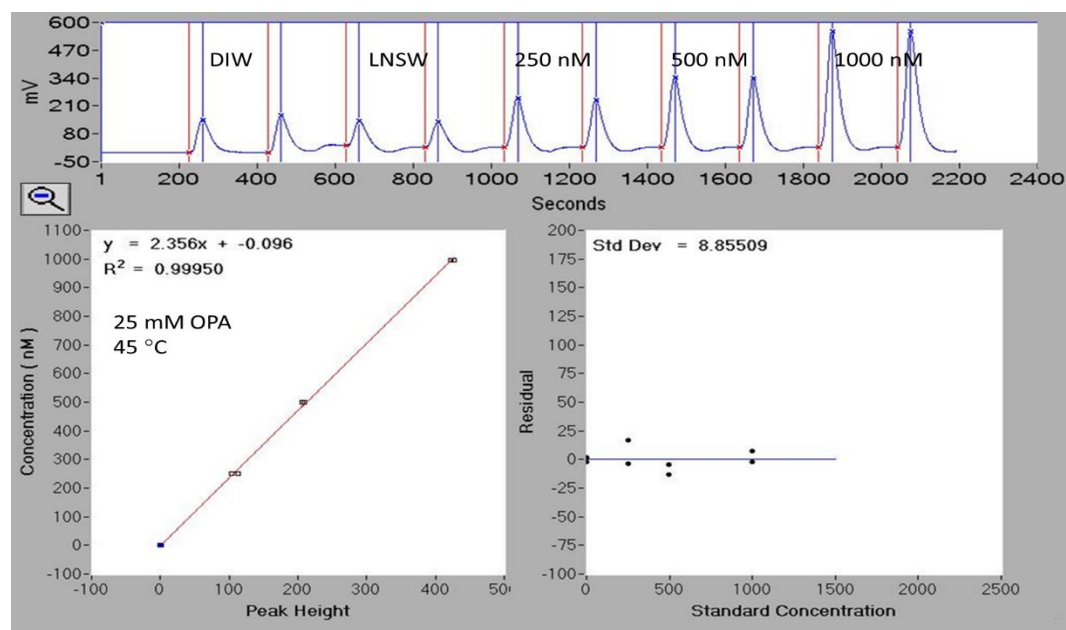 600
470
340
210
80
-50
mV
DIW LNSW 250 nM 500 nM 1000 nM
1 200 400 600 800 1000 1200 1400 1600 1800 2000 2200 2400
Seconds
1100
1000
900
800
700
600
500
400
300
200
100
0
-100
Concentration ( nM )
y = 2.356x + -0.096
R² = 0.99950
25 mM OPA
45 °C
-100 0 100 200 300 400 50
Peak Height
200
175
150
125
100
75
50
25
0
-25
-50
-75
-100
Residual
Std Dev = 8.85509
0 500 1000 1500 2000 2500
Standard Concentration